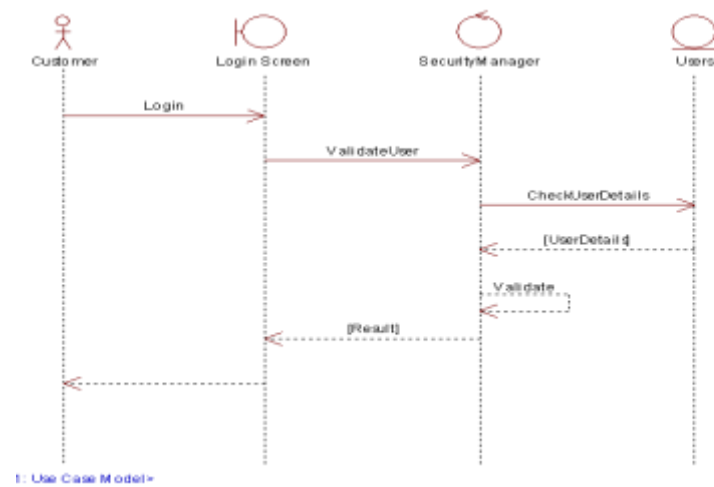 Customer
Login Screen
SecurityManager
Users
Login
ValidateUser
CheckUserDetails
[UserDetails]
Validate
[Result]
1: Use Case Model>